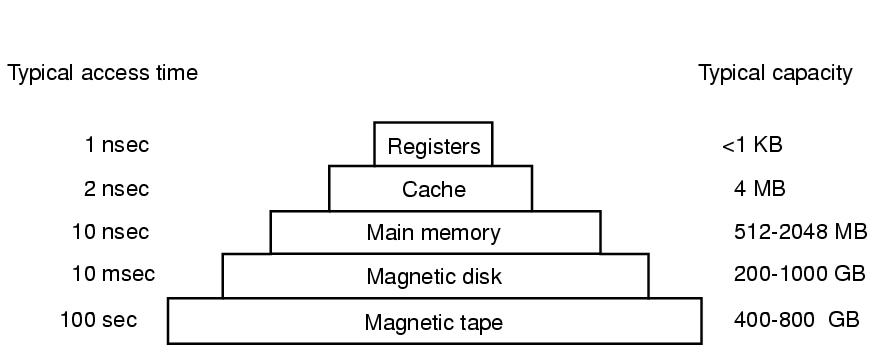 Typical access time Typical capacity
1 nsec Registers <1 KB
2 nsec Cache 4 MB
10 nsec Main memory 512-2048 MB
10 msec Magnetic disk 200-1000 GB
100 sec Magnetic tape 400-800 GB